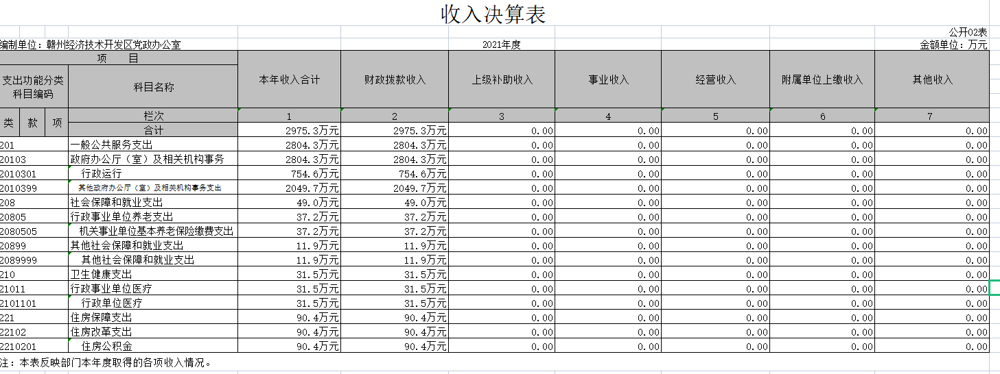 收入决算表
公开02表
编制单位：赣州经济技术开发区党政办公室 2021年度 金额单位：万元
项 目 本年收入合计 财政拨款收入 上级补助收入 事业收入 经营收入 附属单位上缴收入 其他收入
支出功能分类科目编码 科目名称
类 款 项 栏次 1 2 3 4 5 6 7
合计 2975.3万元 2975.3万元 0.00 0.00 0.00 0.00 0.00
201 一般公共服务支出 2804.3万元 2804.3万元 0.00 0.00 0.00 0.00 0.00
20103 政府办公厅（室）及相关机构事务 2804.3万元 2804.3万元 0.00 0.00 0.00 0.00 0.00
2010301 行政运行 754.6万元 754.6万元 0.00 0.00 0.00 0.00 0.00
2010399 其他政府办公厅（室）及相关机构事务支出 2049.7万元 2049.7万元 0.00 0.00 0.00 0.00 0.00
208 社会保障和就业支出 49.0万元 49.0万元 0.00 0.00 0.00 0.00 0.00
20805 行政事业单位养老支出 37.2万元 37.2万元 0.00 0.00 0.00 0.00 0.00
2080505 机关事业单位基本养老保险缴费支出 37.2万元 37.2万元 0.00 0.00 0.00 0.00 0.00
20899 其他社会保障和就业支出 11.9万元 11.9万元 0.00 0.00 0.00 0.00 0.00
2089999 其他社会保障和就业支出 11.9万元 11.9万元 0.00 0.00 0.00 0.00 0.00
210 卫生健康支出 31.5万元 31.5万元 0.00 0.00 0.00 0.00 0.00
21011 行政事业单位医疗 31.5万元 31.5万元 0.00 0.00 0.00 0.00 0.00
2101101 行政单位医疗 31.5万元 31.5万元 0.00 0.00 0.00 0.00 0.00
221 住房保障支出 90.4万元 90.4万元 0.00 0.00 0.00 0.00 0.00
22102 住房改革支出 90.4万元 90.4万元 0.00 0.00 0.00 0.00 0.00
2210201 住房公积金 90.4万元 90.4万元 0.00 0.00 0.00 0.00 0.00
注：本表反映部门本年度取得的各项收入情况。